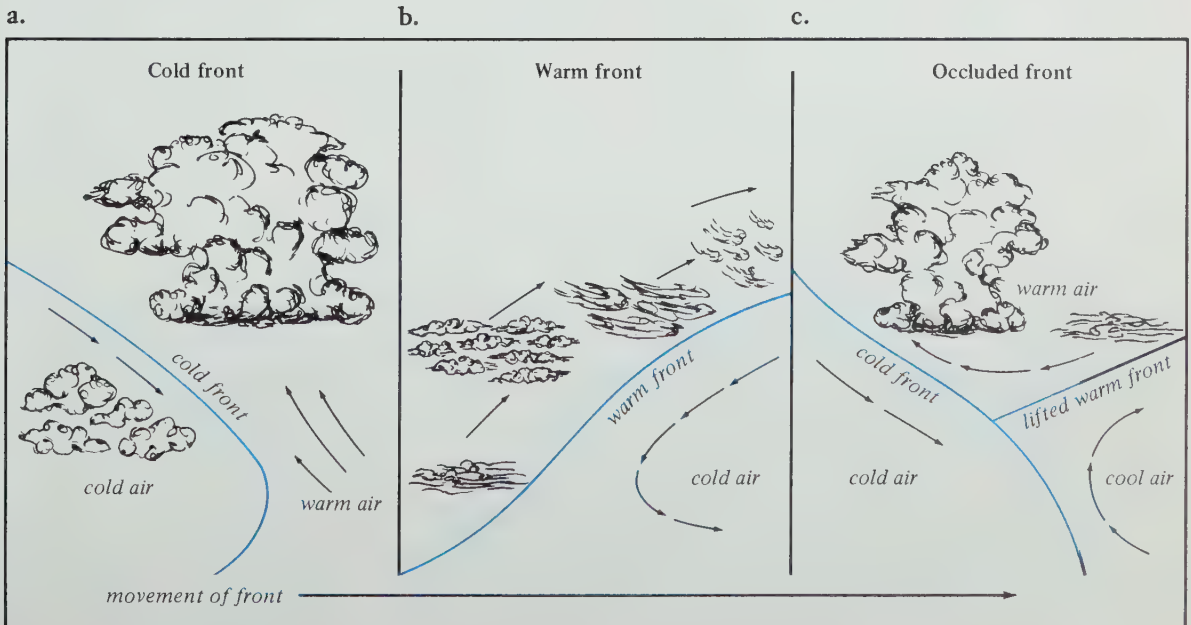 a.
b.
c.
Cold front
Warm front
Occluded front
cold front
cold air
warm air
warm front
cold air
warm air
cold front
lifted warm front
cold air
cool air
movement of front